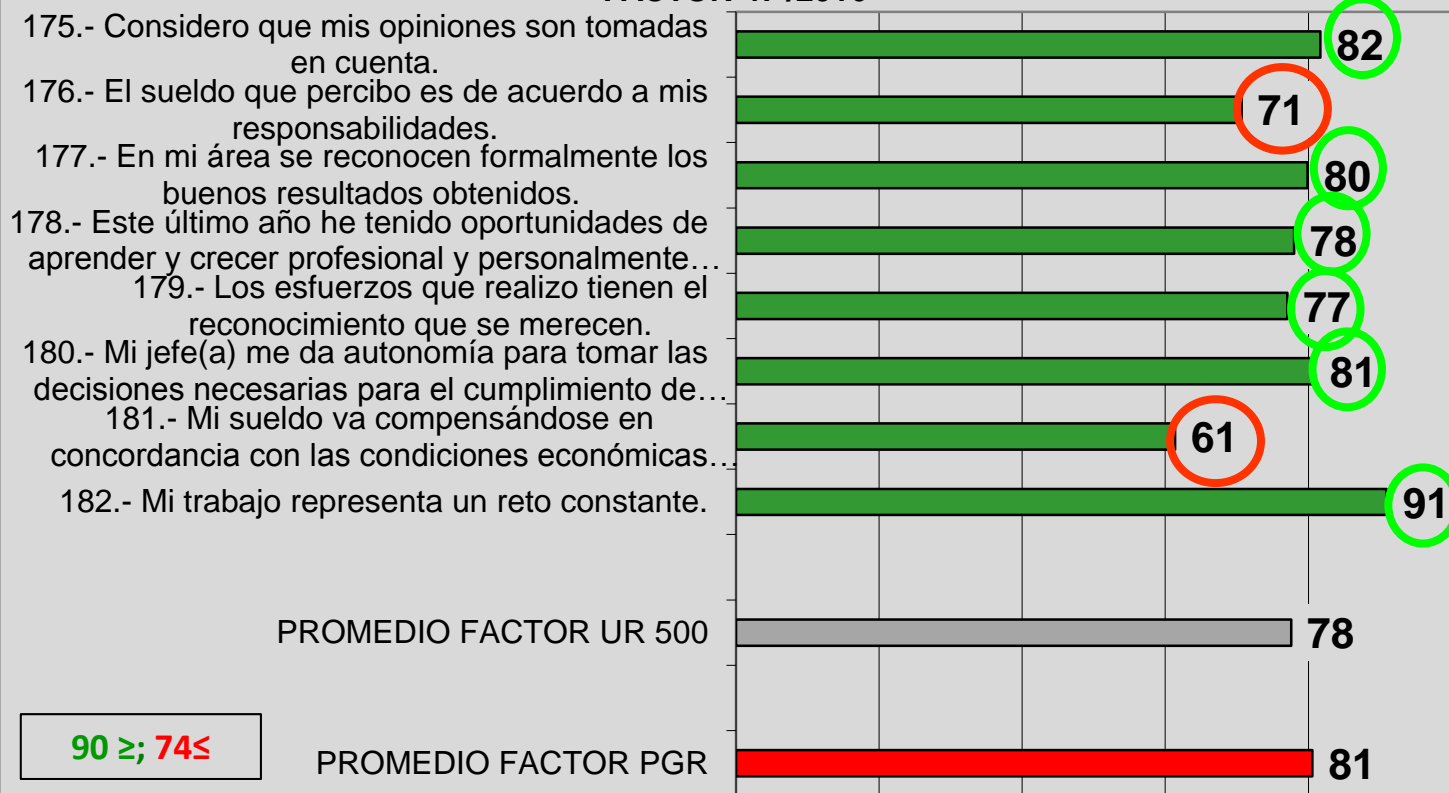 175.- Considero que mis opiniones son tomadas
en cuenta.
82
176.- El sueldo que percibo es de acuerdo a mis
responsabilidades.
71
177.- En mi área se reconocen formalmente los
buenos resultados obtenidos.
80
178.- Este último año he tenido oportunidades de
aprender y crecer profesional y personalmente…
78
179.- Los esfuerzos que realizo tienen el
reconocimiento que se merecen.
77
180.- Mi jefe(a) me da autonomía para tomar las
decisiones necesarias para el cumplimiento de…
81
181.- Mi sueldo va compensándose en
concordancia con las condiciones económicas…
61
182.- Mi trabajo representa un reto constante.
91
PROMEDIO FACTOR UR 500
78
90 ≥; 74≤
PROMEDIO FACTOR PGR
81